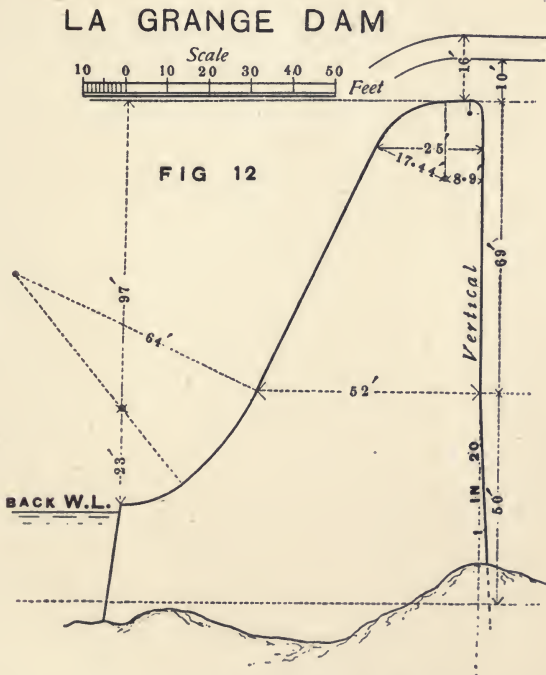 LA GRANGE DAM
Scale
10 0 10 20 30 40 50
Feet
FIG 12
16'
10'
25'
17.44'
8.9'
97'
69'
Vertical
64'
52'
23'
1 IN 20
50'
BACK W.L.